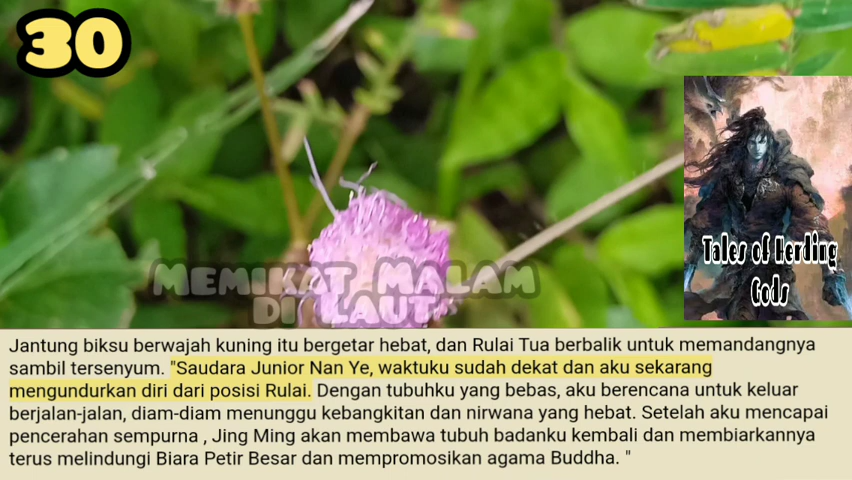 30
Tales of Herding
Gods
MEMIKAT MALAM
DI LAUT
Jantung biksu berwajah kuning itu bergetar hebat, dan Rulai Tua berbalik untuk memandangnya
sambil tersenyum. "Saudara Junior Nan Ye, waktuku sudah dekat dan aku sekarang
mengundurkan diri dari posisi Rulai. Dengan tubuhku yang bebas, aku berencana untuk keluar
berjalan-jalan, diam-diam menunggu kebangkitan dan nirwana yang hebat. Setelah aku mencapai
pencerahan sempurna , Jing Ming akan membawa tubuh badanku kembali dan membiarkannya
terus melindungi Biara Petir Besar dan mempromosikan agama Buddha. "